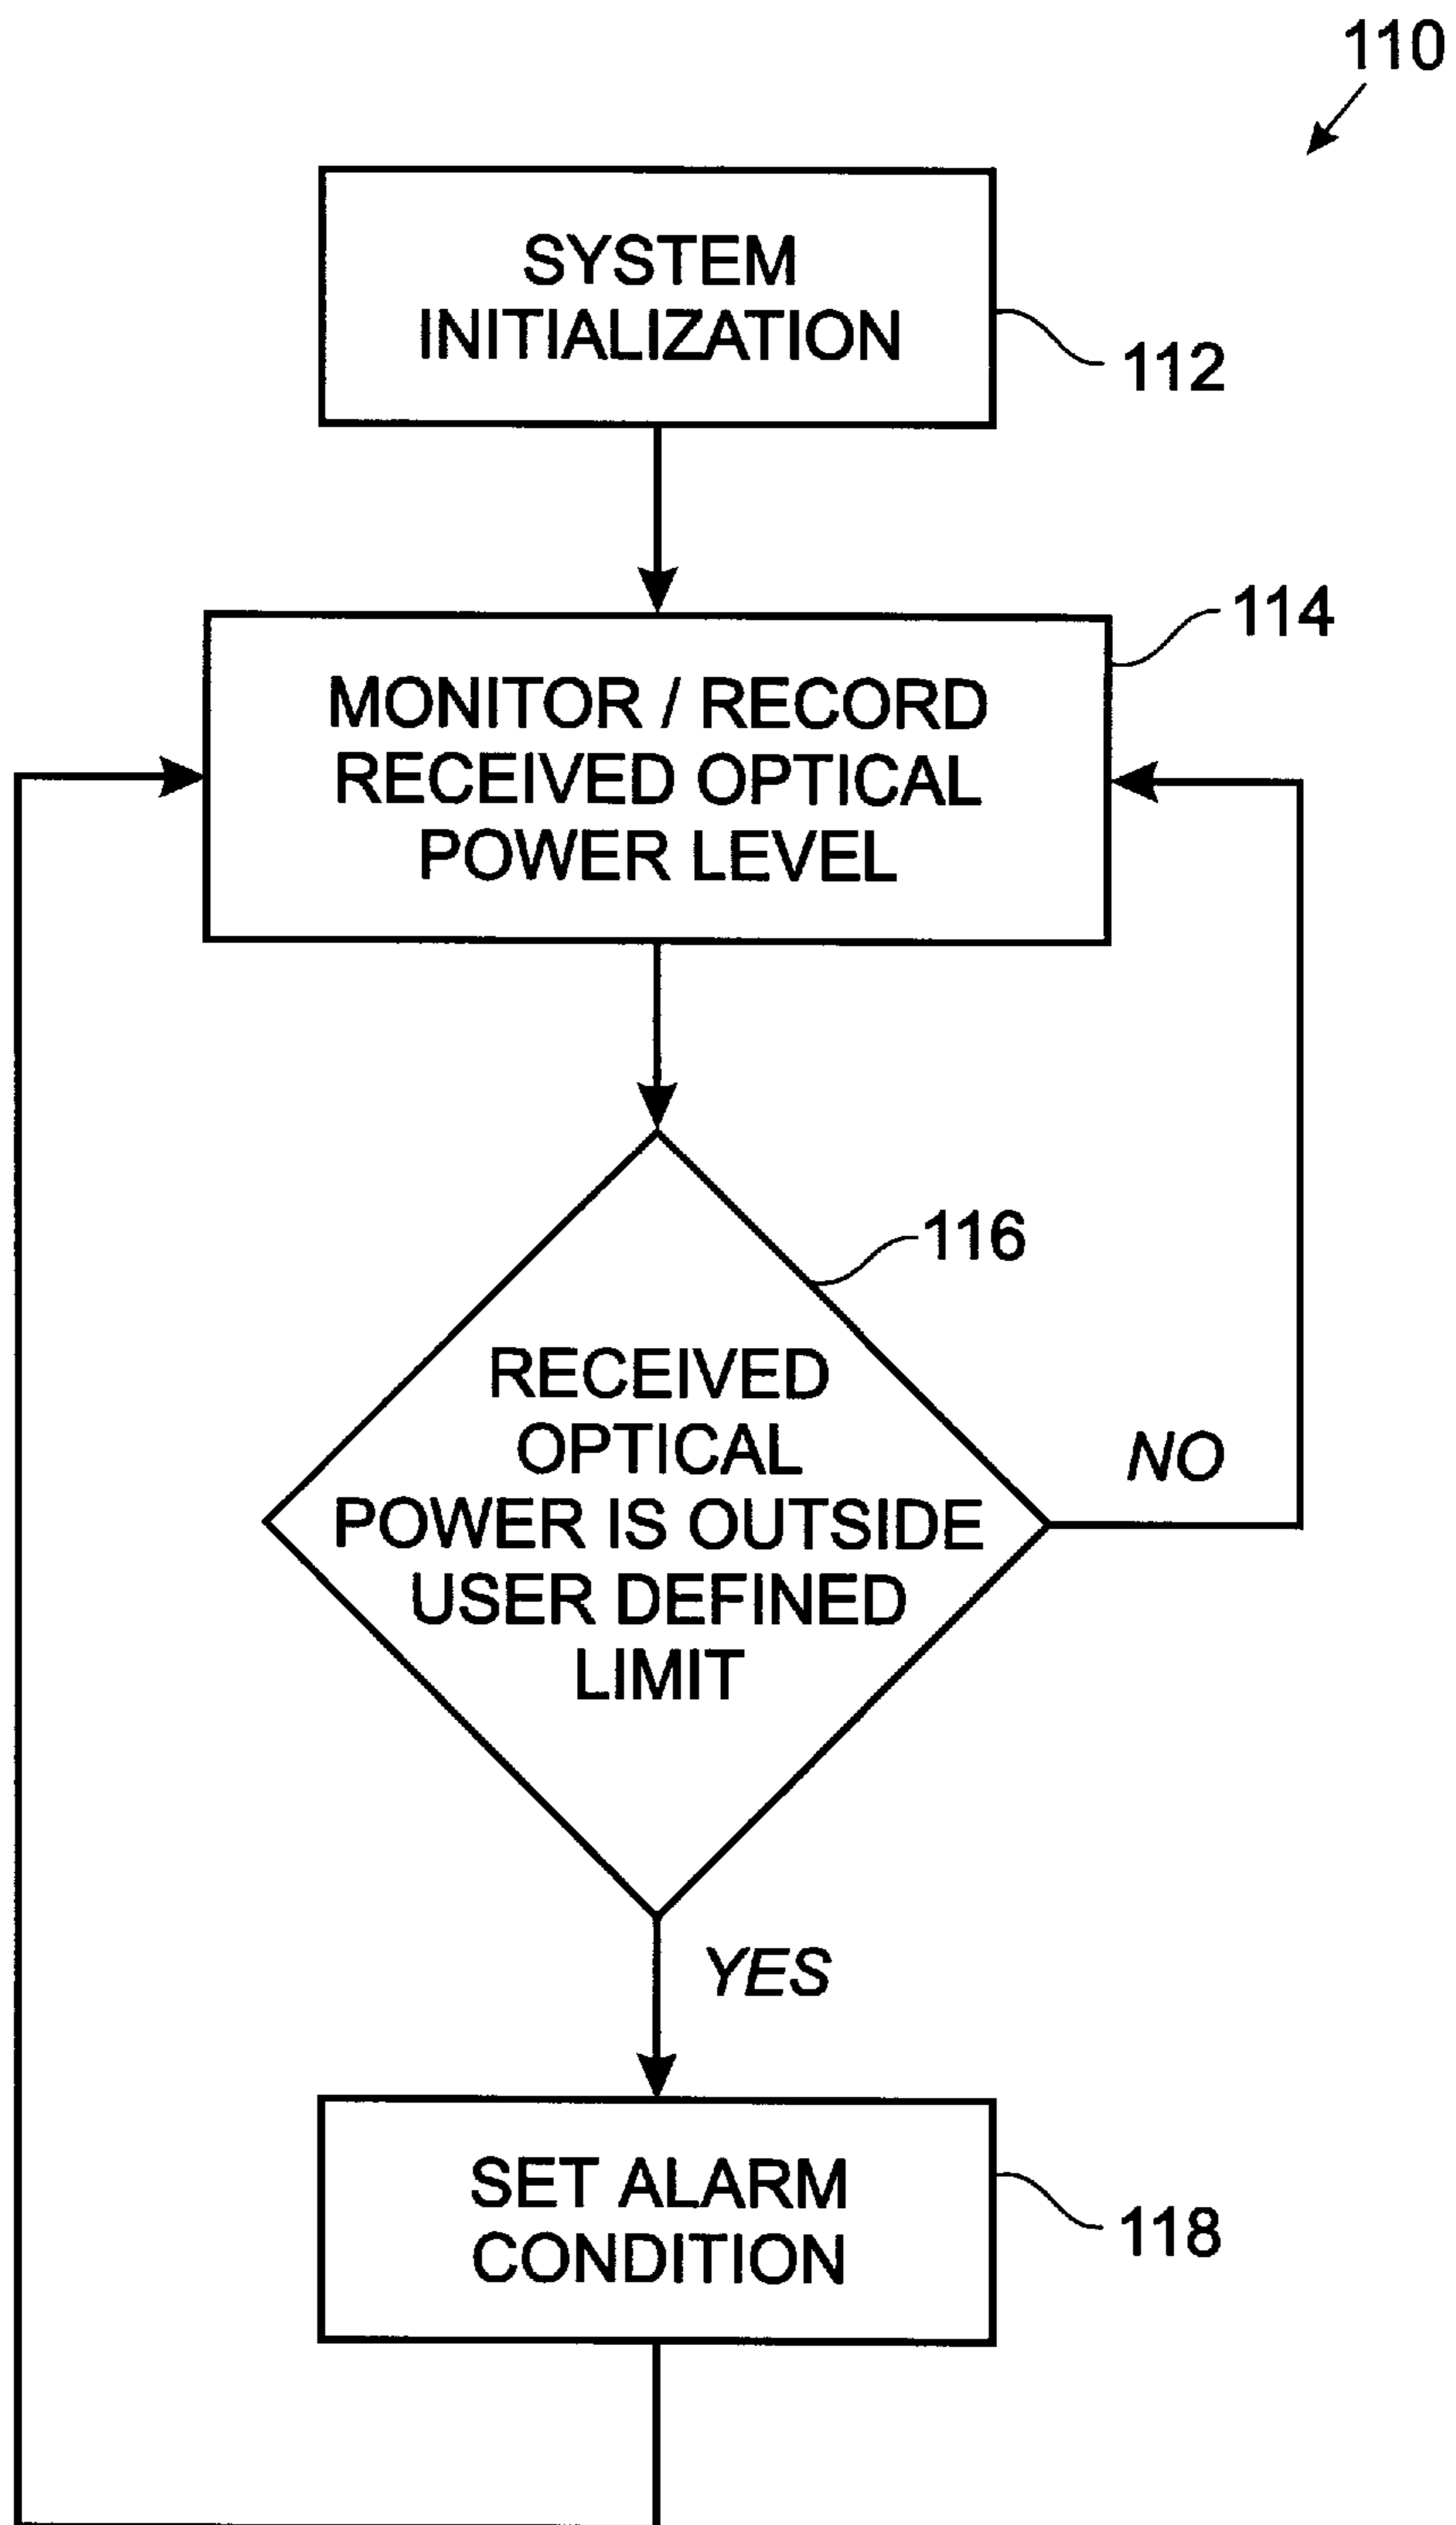 110
SYSTEM
INITIALIZATION
112
114
MONITOR / RECORD
RECEIVED OPTICAL
POWER LEVEL
116
RECEIVED
OPTICAL
POWER IS OUTSIDE
USER DEFINED
LIMIT
NO
YES
SET ALARM
CONDITION
118